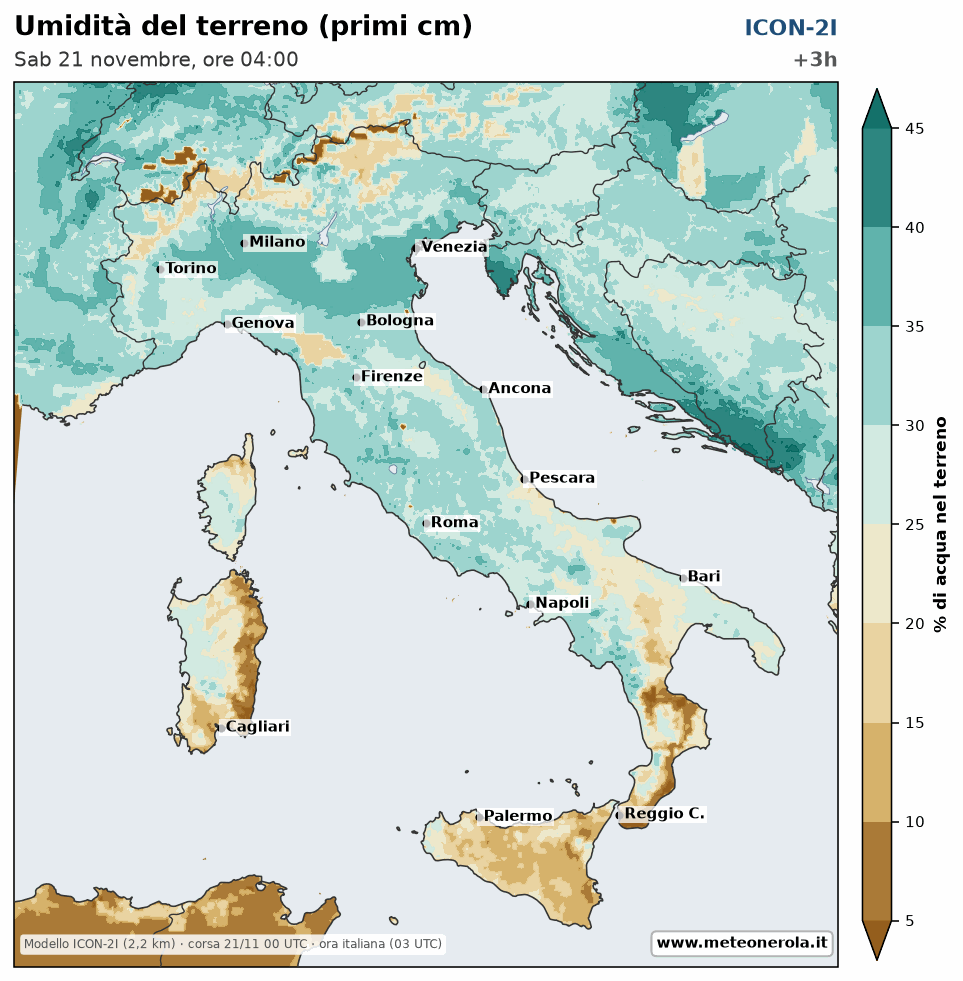 Umidità del terreno (primi cm)
ICON-2I
Sab 21 novembre, ore 04:00
+3h
Milano
Venezia
Torino
Genova
Bologna
Firenze
Ancona
Pescara
Roma
Bari
Napoli
Cagliari
Palermo
Reggio C.
45
40
35
30
25
20
15
10
5
% di acqua nel terreno
Modello ICON-2I (2,2 km) · corsa 21/11 00 UTC · ora italiana (03 UTC)
www.meteonerola.it